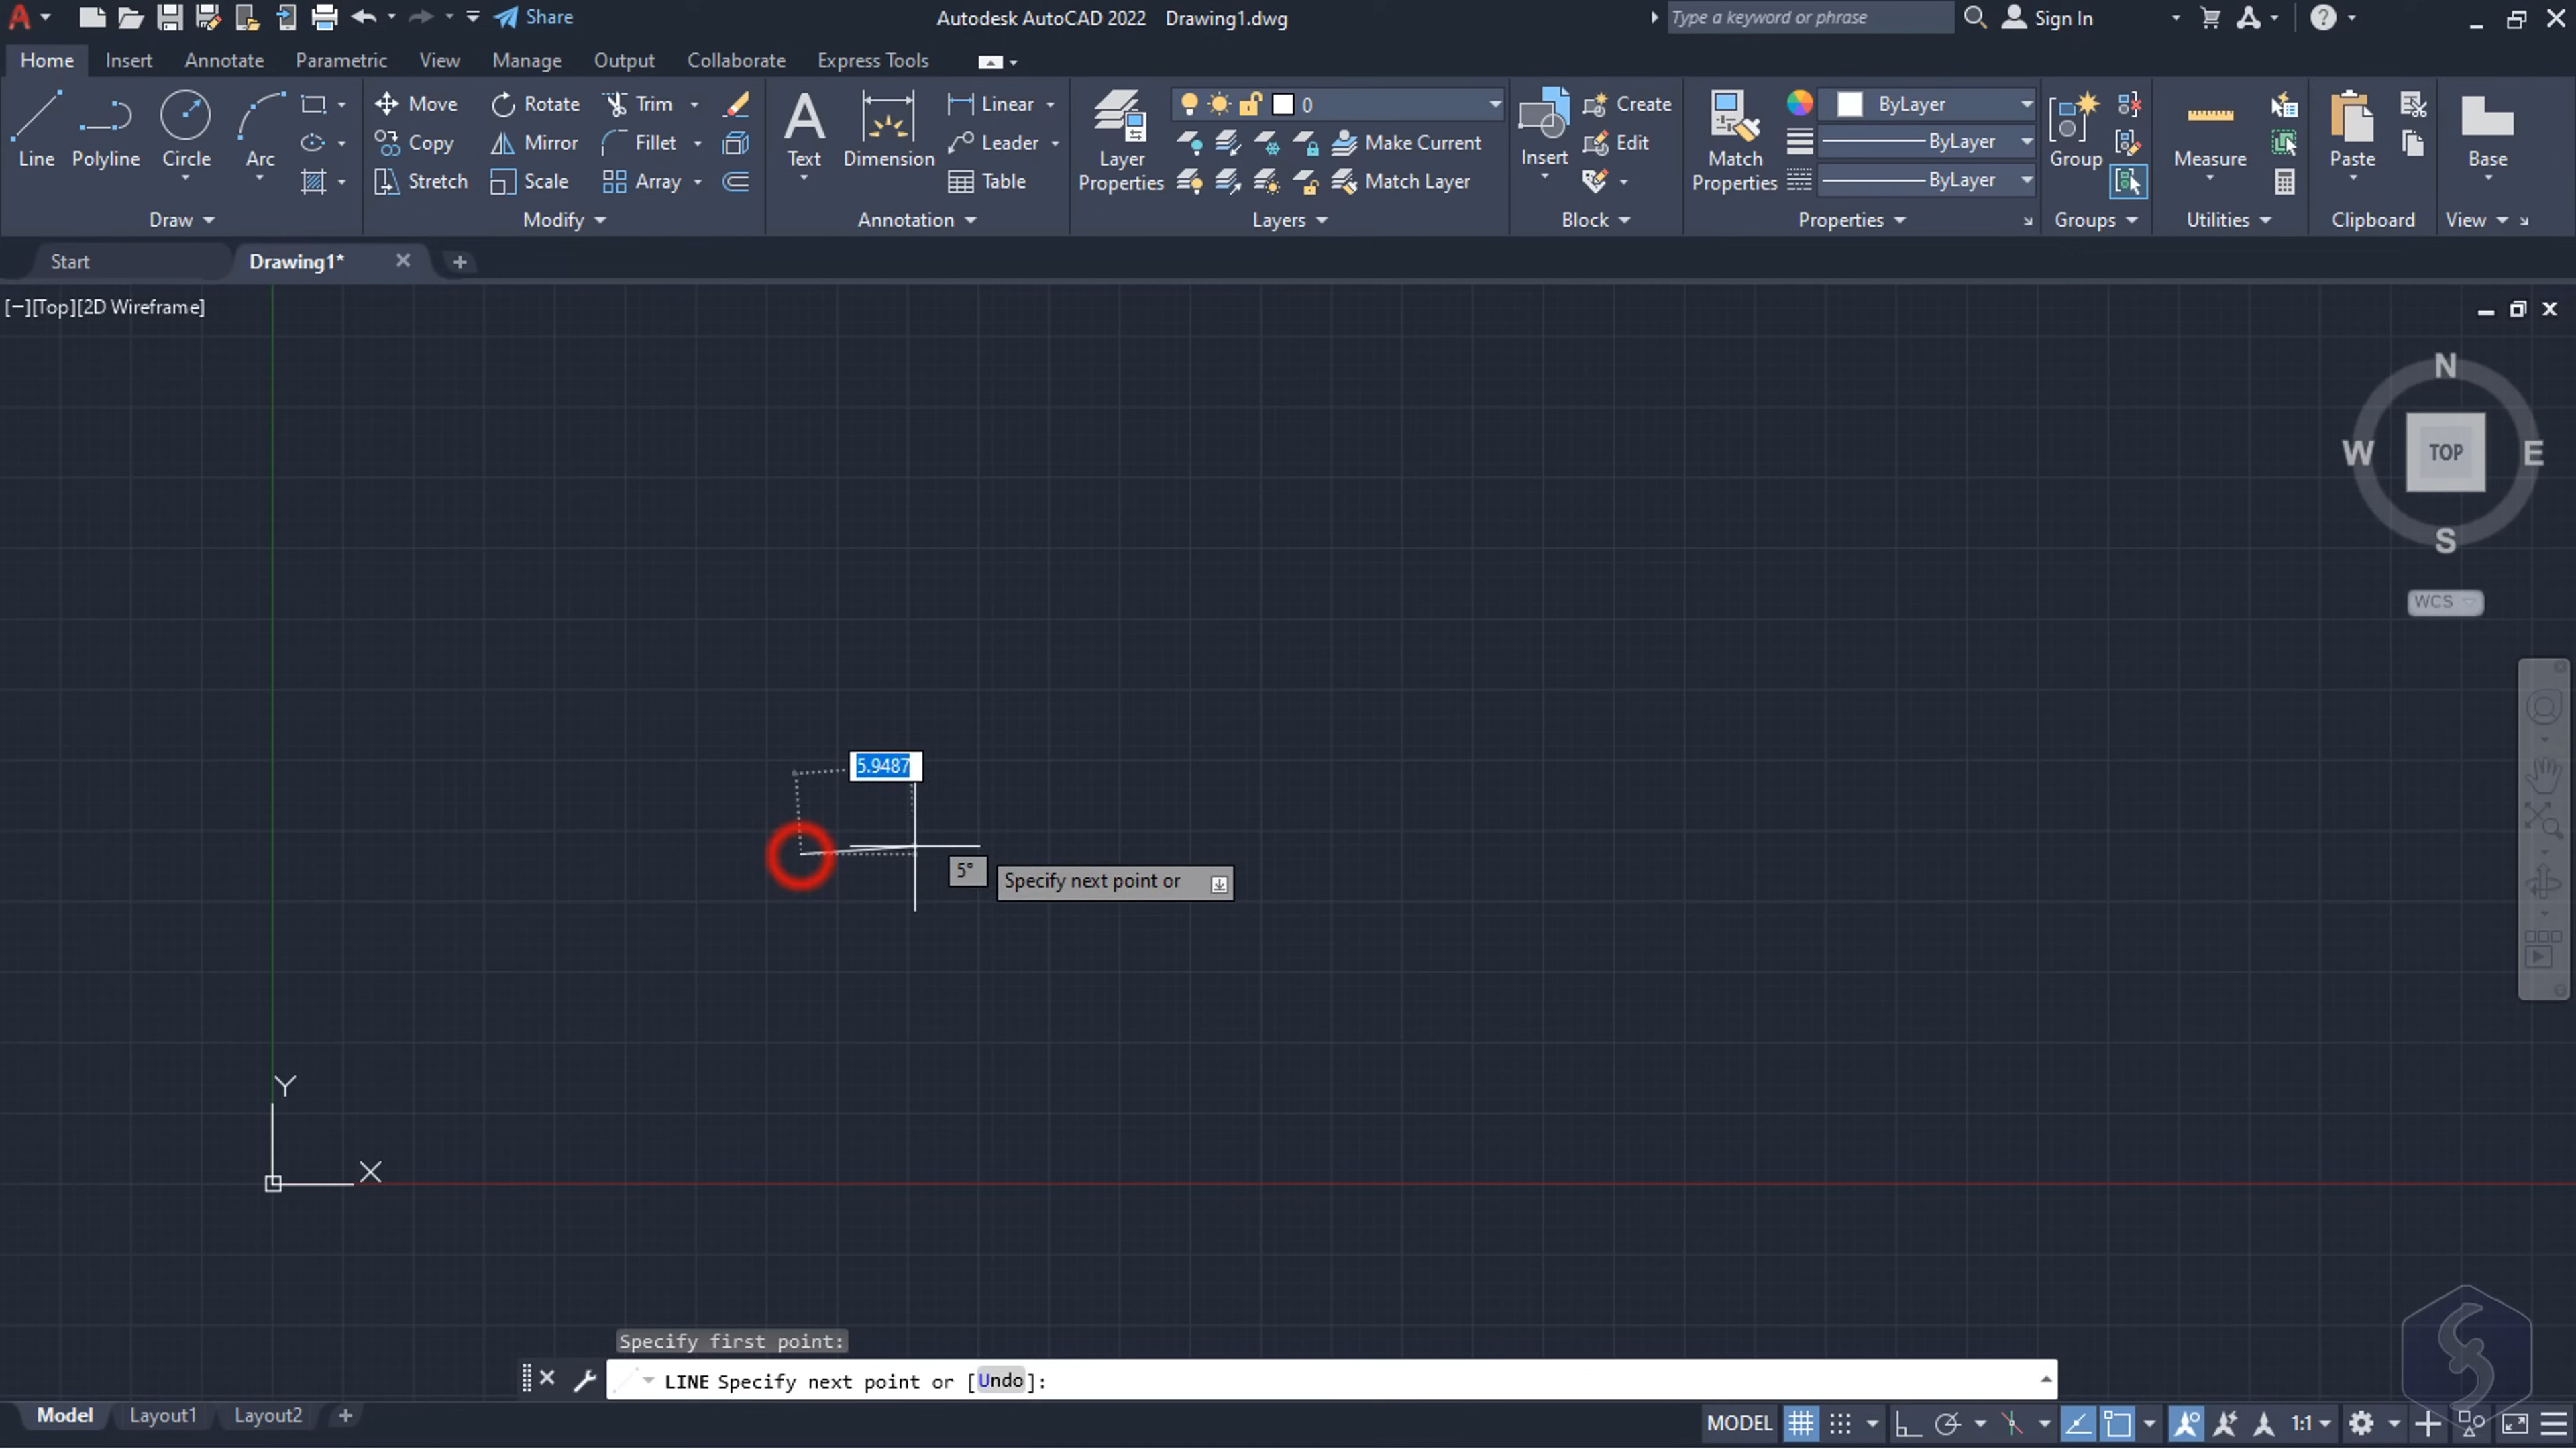 Share
Autodesk AutoCAD 2022 Drawing1.dwg
Type a keyword or phrase
Sign In
Home Insert Annotate Parametric View Manage Output Collaborate Express Tools
Line Polyline Circle Arc
Draw
Move Rotate Trim
Copy Mirror Fillet
Stretch Scale Array
Modify
Text Dimension
Linear
Leader
Table
Annotation
Layer Properties
0
Make Current
Match Layer
Layers
Insert
Create
Edit
Block
Match Properties
ByLayer
ByLayer
ByLayer
Properties
Group
Groups
Measure
Utilities
Paste
Clipboard
Base
View
Start Drawing1*
[−][Top][2D Wireframe]
N
W TOP E
S
WCS
5.9487
5°
Specify next point or
Y
X
Specify first point:
LINE Specify next point or [Undo]:
Model Layout1 Layout2
MODEL 1:1